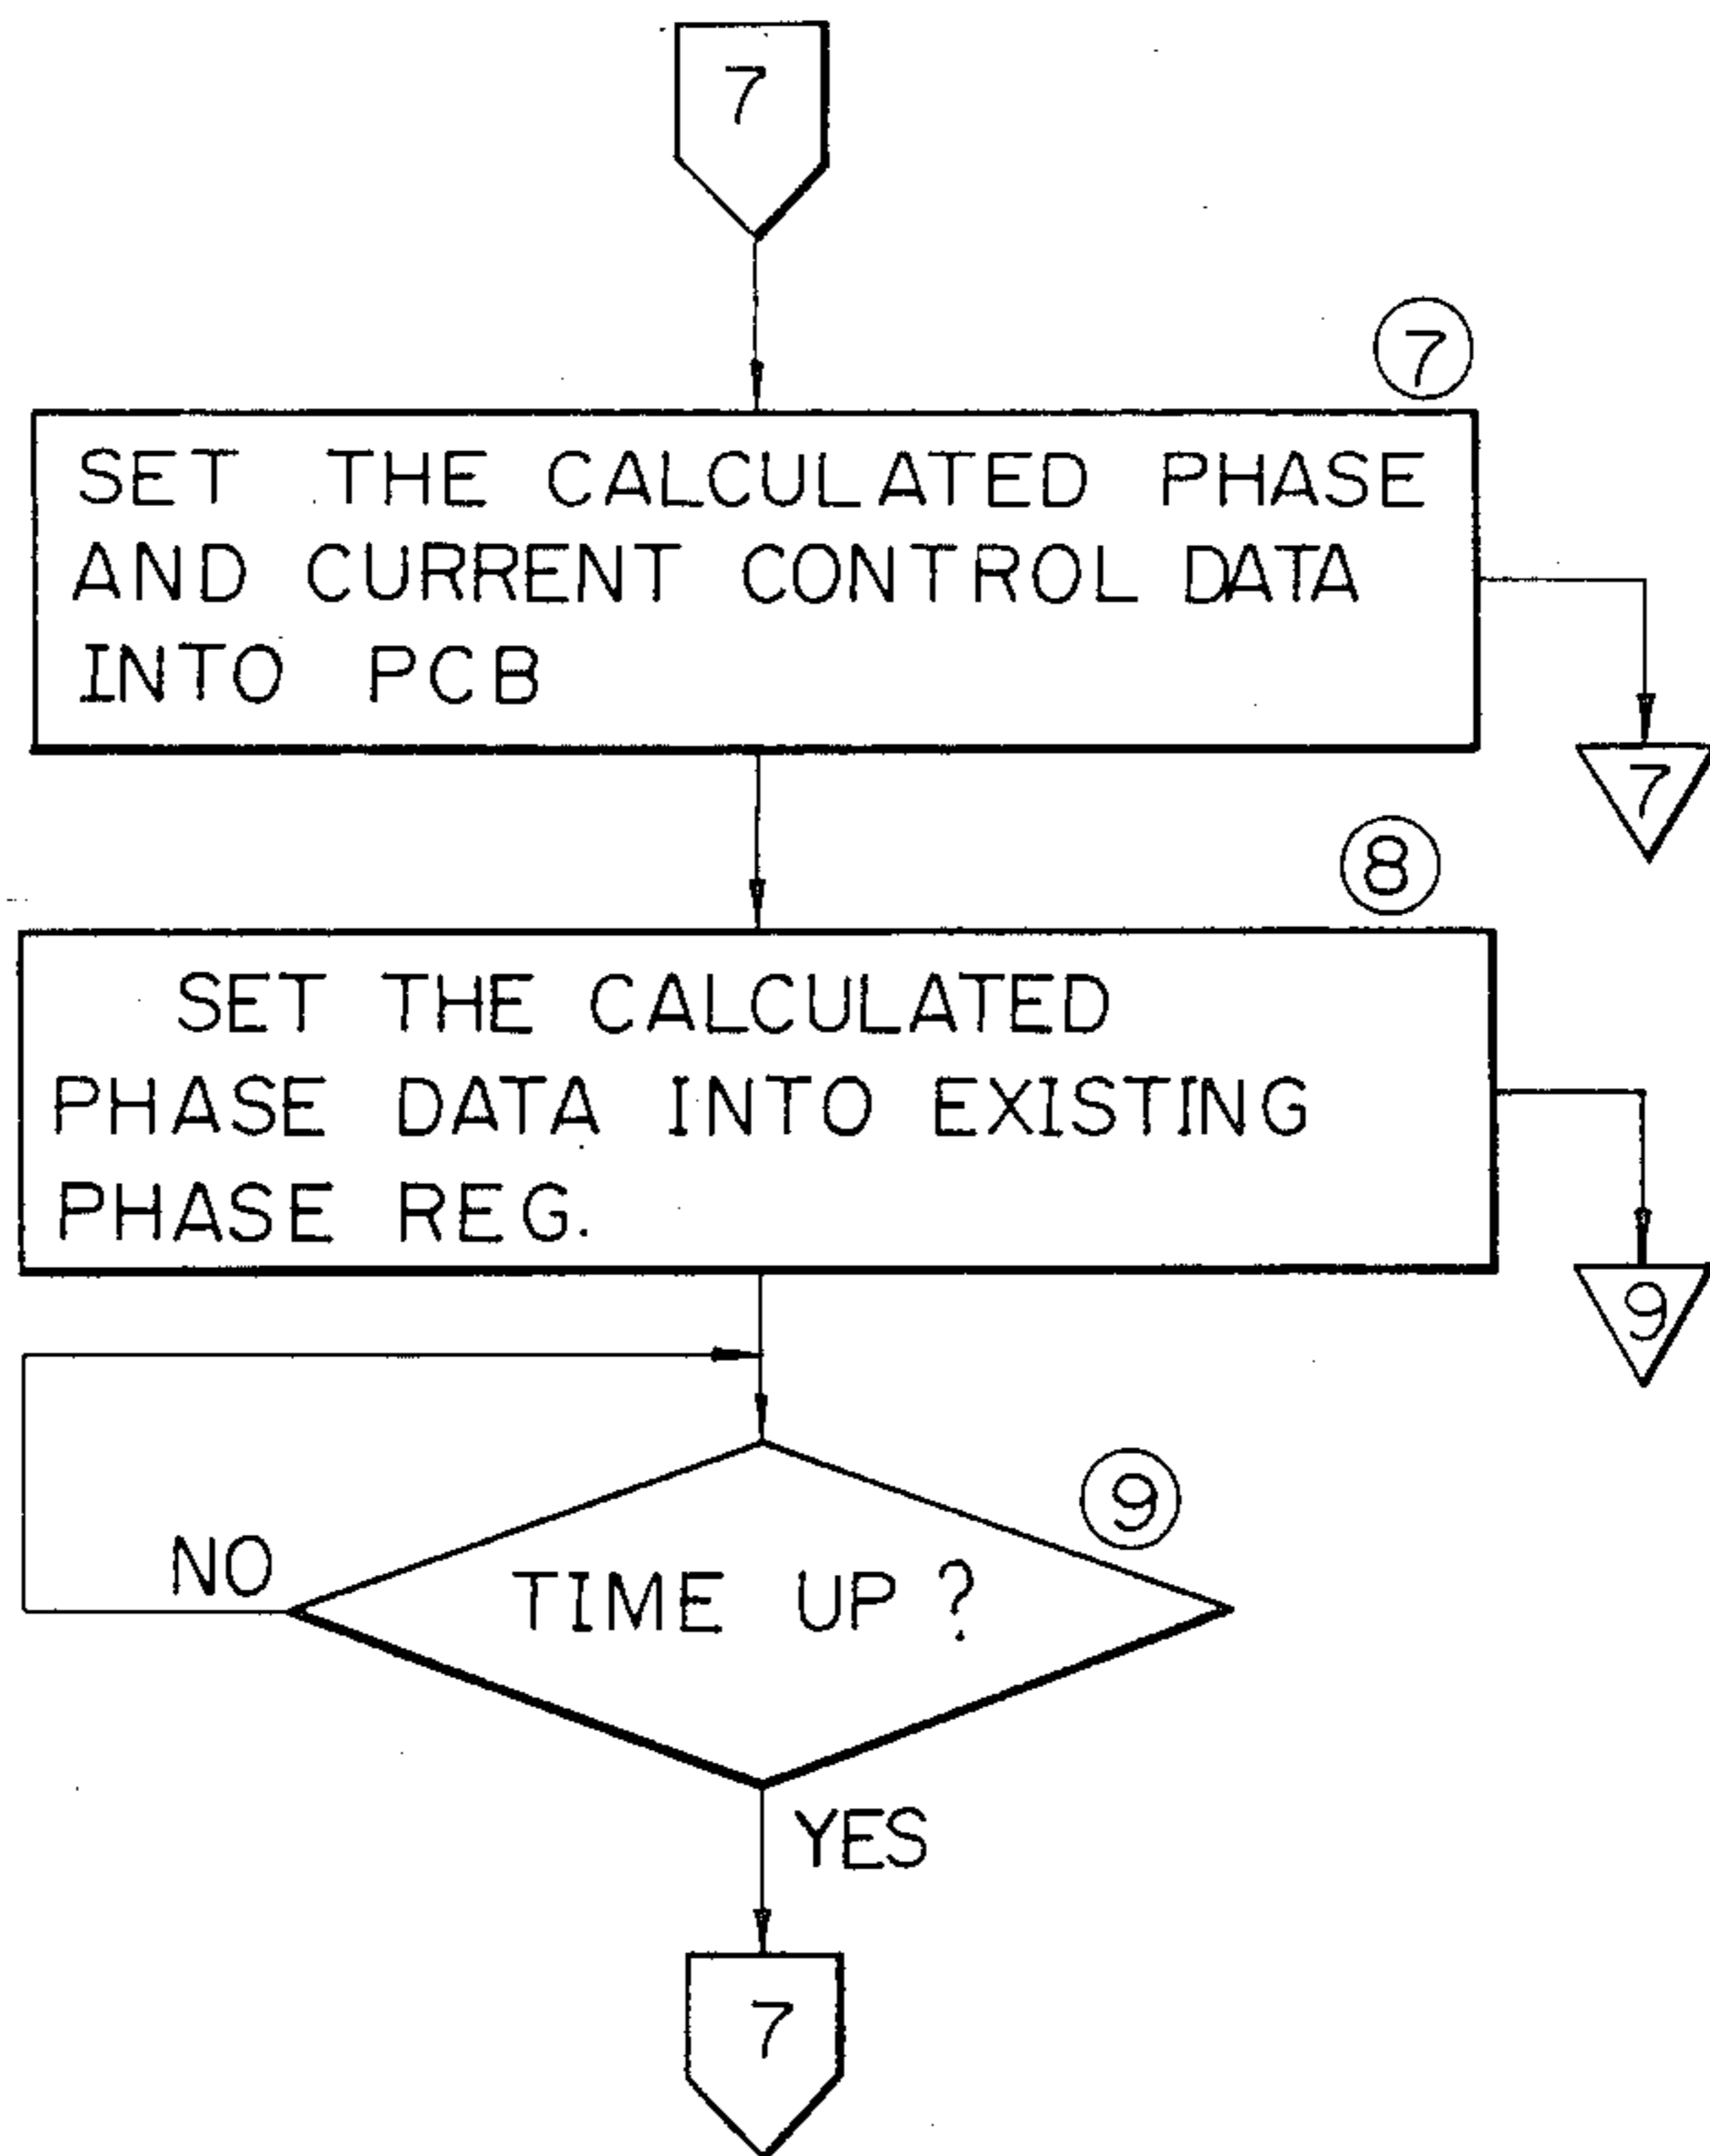 7
7
SET THE CALCULATED PHASE
AND CURRENT CONTROL DATA
INTO PCB
7
8
SET THE CALCULATED
PHASE DATA INTO EXISTING
PHASE REG.
9
9
NO
TIME UP ?
YES
7